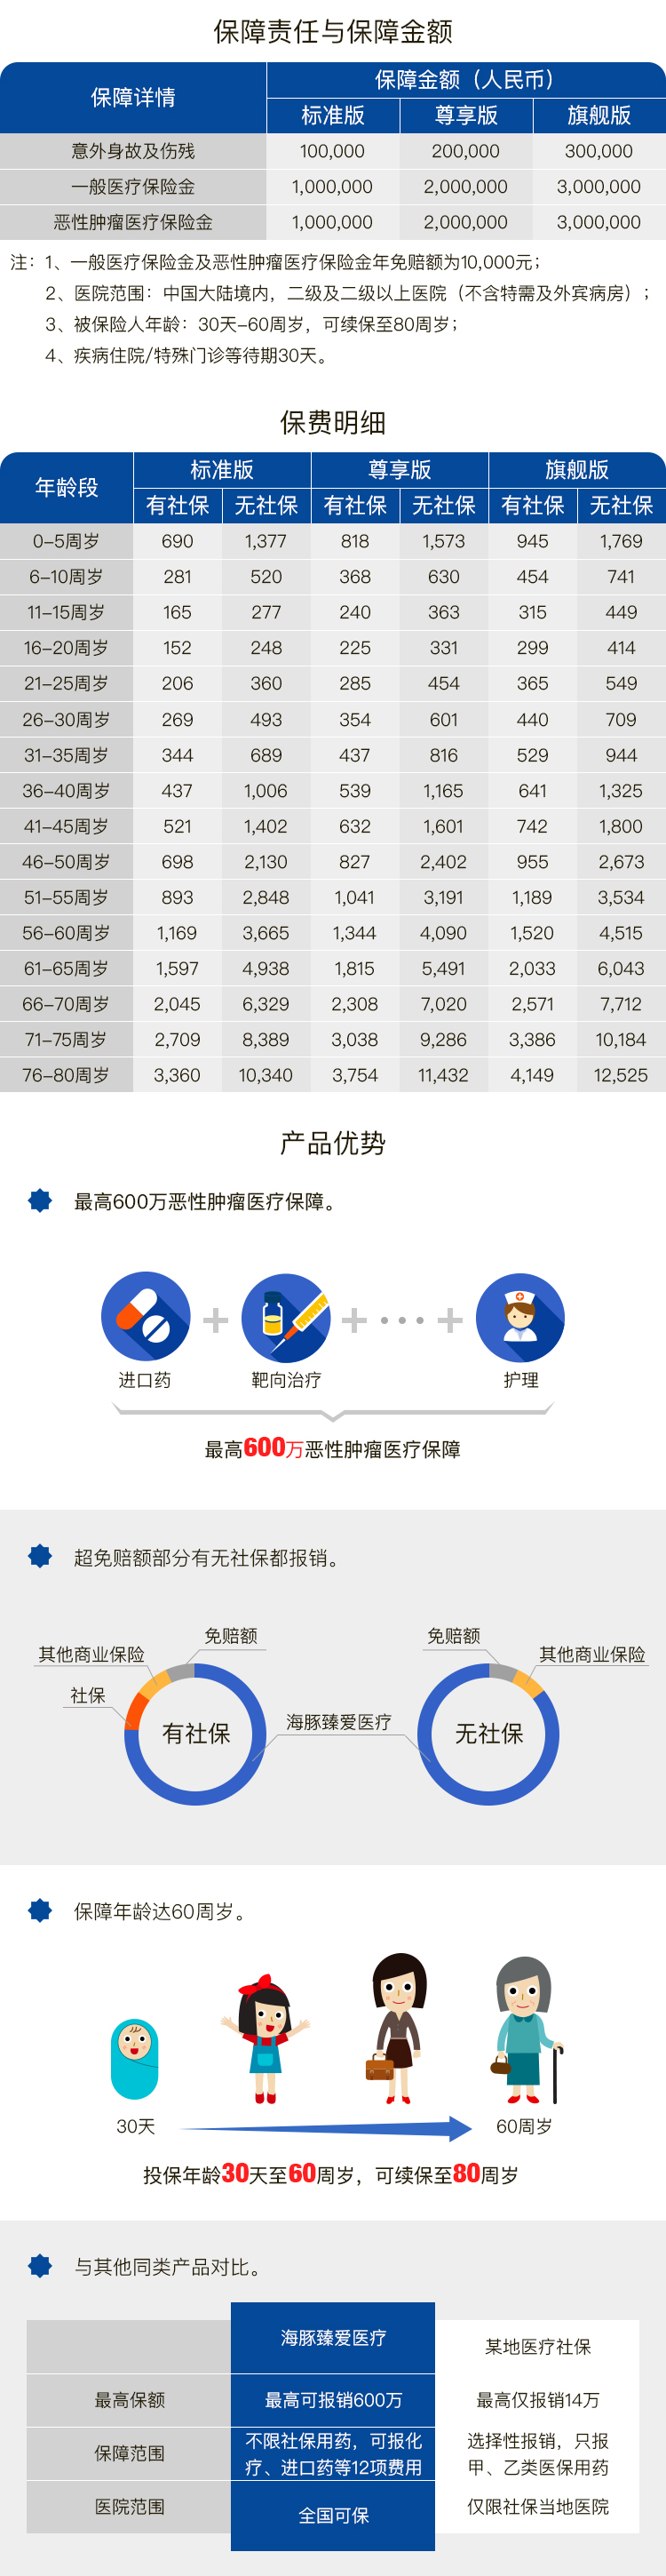 保障责任与保障金额
保障详情 保障金额（人民币）
标准版 尊享版 旗舰版
意外身故及伤残 100,000 200,000 300,000
一般医疗保险金 1,000,000 2,000,000 3,000,000
恶性肿瘤医疗保险金 1,000,000 2,000,000 3,000,000
注：1、一般医疗保险金及恶性肿瘤医疗保险金年免赔额为10,000元；
2、医院范围：中国大陆境内，二级及二级以上医院（不含特需及外宾病房）；
3、被保险人年龄：30天-60周岁，可续保至80周岁；
4、疾病住院/特殊门诊等待期30天。
保费明细
年龄段 标准版 尊享版 旗舰版
有社保 无社保 有社保 无社保 有社保 无社保
0-5周岁 690 1,377 818 1,573 945 1,769
6-10周岁 281 520 368 630 454 741
11-15周岁 165 277 240 363 315 449
16-20周岁 152 248 225 331 299 414
21-25周岁 206 360 285 454 365 549
26-30周岁 269 493 354 601 440 709
31-35周岁 344 689 437 816 529 944
36-40周岁 437 1,006 539 1,165 641 1,325
41-45周岁 521 1,402 632 1,601 742 1,800
46-50周岁 698 2,130 827 2,402 955 2,673
51-55周岁 893 2,848 1,041 3,191 1,189 3,534
56-60周岁 1,169 3,665 1,344 4,090 1,520 4,515
61-65周岁 1,597 4,938 1,815 5,491 2,033 6,043
66-70周岁 2,045 6,329 2,308 7,020 2,571 7,712
71-75周岁 2,709 8,389 3,038 9,286 3,386 10,184
76-80周岁 3,360 10,340 3,754 11,432 4,149 12,525
产品优势
最高600万恶性肿瘤医疗保障。
进口药 靶向治疗 护理
最高600万恶性肿瘤医疗保障
超免赔额部分有无社保都报销。
免赔额 免赔额
其他商业保险 其他商业保险
社保
海豚臻爱医疗
有社保 无社保
保障年龄达60周岁。
30天 60周岁
投保年龄30天至60周岁，可续保至80周岁
与其他同类产品对比。
海豚臻爱医疗 某地医疗社保
最高保额 最高可报销600万 最高仅报销14万
保障范围 不限社保用药，可报化疗、进口药等12项费用 选择性报销，只报甲、乙类医保用药
医院范围 全国可保 仅限社保当地医院